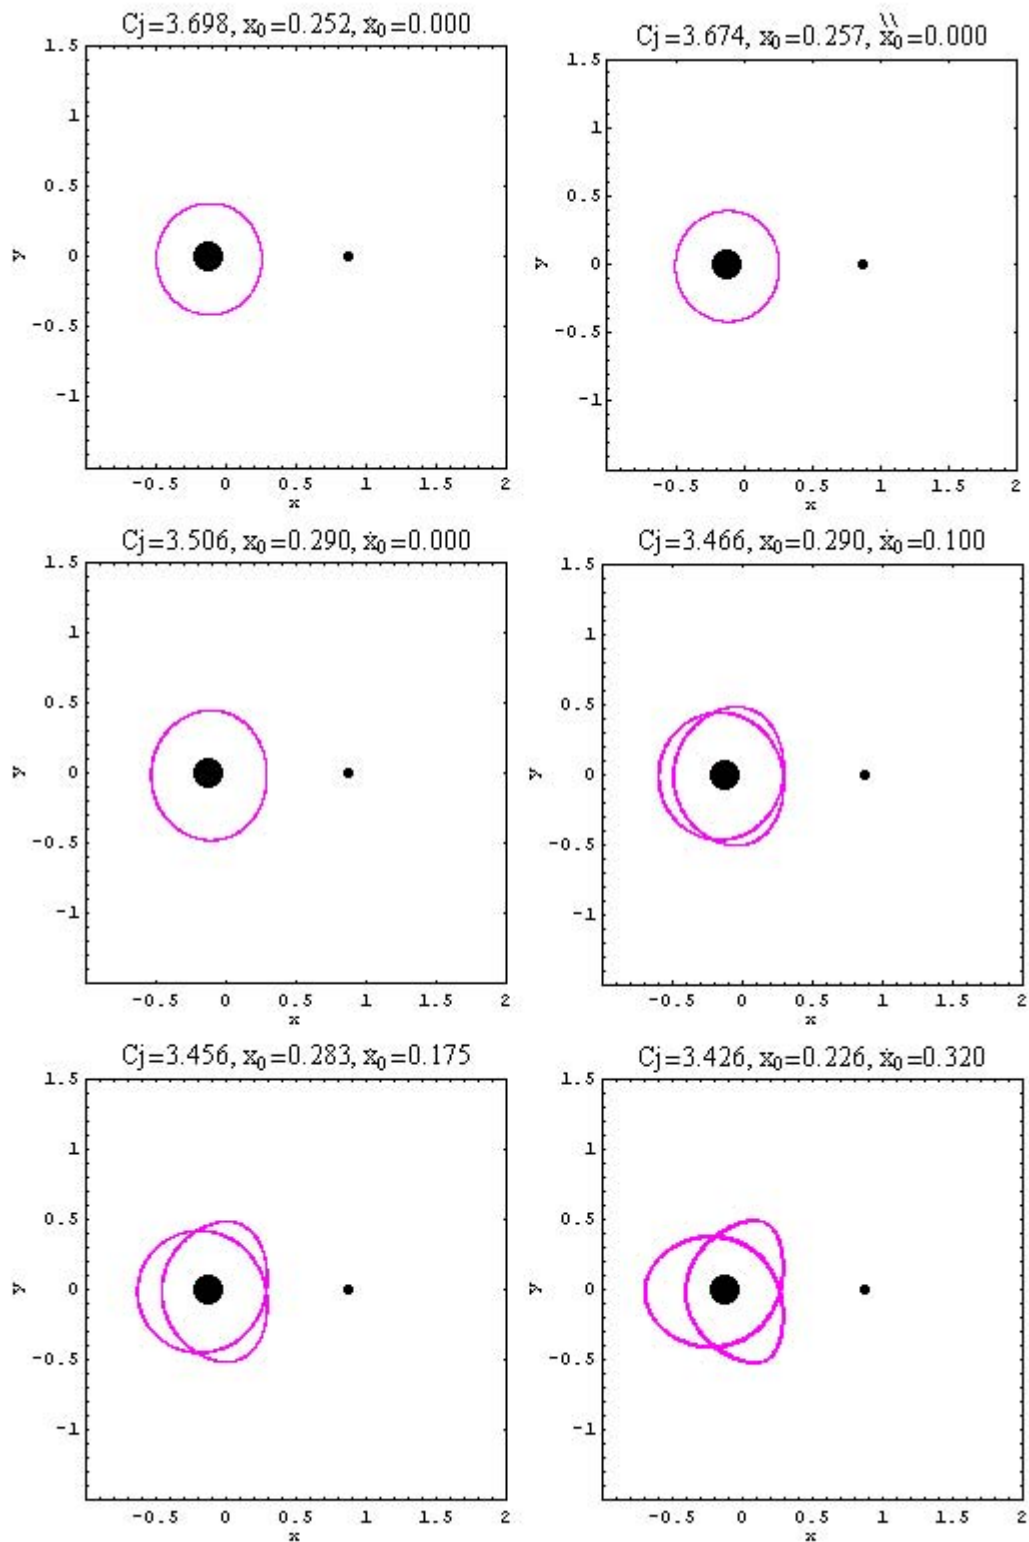 Cj=3.698, x₀=0.252, ẋ₀=0.000
1.5
1
0.5
0
-0.5
-1
y
-0.5 0 0.5 1 1.5 2
x
\\
Cj=3.674, x₀=0.257, ẋ₀=0.000
1.5
1
0.5
0
-0.5
-1
y
-0.5 0 0.5 1 1.5 2
x
Cj=3.506, x₀=0.290, ẋ₀=0.000
1.5
1
0.5
0
-0.5
-1
y
-0.5 0 0.5 1 1.5 2
x
Cj=3.466, x₀=0.290, ẋ₀=0.100
1.5
1
0.5
0
-0.5
-1
y
-0.5 0 0.5 1 1.5 2
x
Cj=3.456, x₀=0.283, ẋ₀=0.175
1.5
1
0.5
0
-0.5
-1
y
-0.5 0 0.5 1 1.5 2
x
Cj=3.426, x₀=0.226, ẋ₀=0.320
1.5
1
0.5
0
-0.5
-1
y
-0.5 0 0.5 1 1.5 2
x